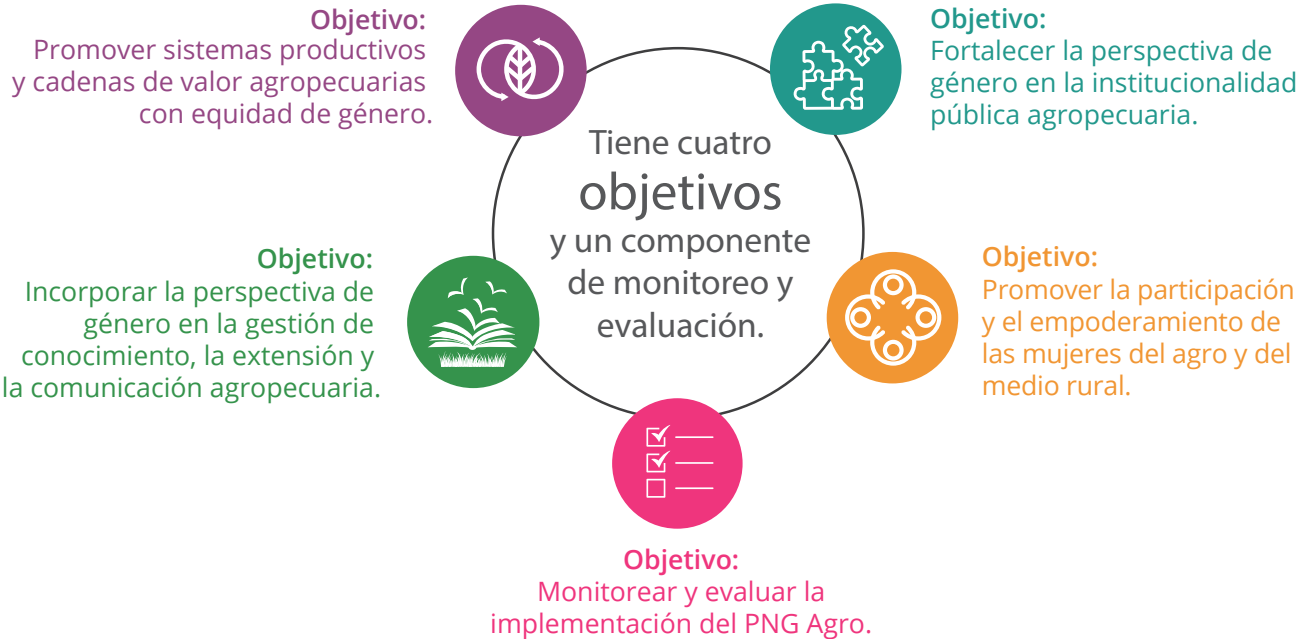 Objetivo:
Promover sistemas productivos
y cadenas de valor agropecuarias
con equidad de género.
Objetivo:
Fortalecer la perspectiva de
género en la institucionalidad
pública agropecuaria.
Tiene cuatro
objetivos
y un componente
de monitoreo y
evaluación.
Objetivo:
Incorporar la perspectiva de
género en la gestión de
conocimiento, la extensión y
la comunicación agropecuaria.
Objetivo:
Promover la participación
y el empoderamiento de
las mujeres del agro y del
medio rural.
Objetivo:
Monitorear y evaluar la
implementación del PNG Agro.